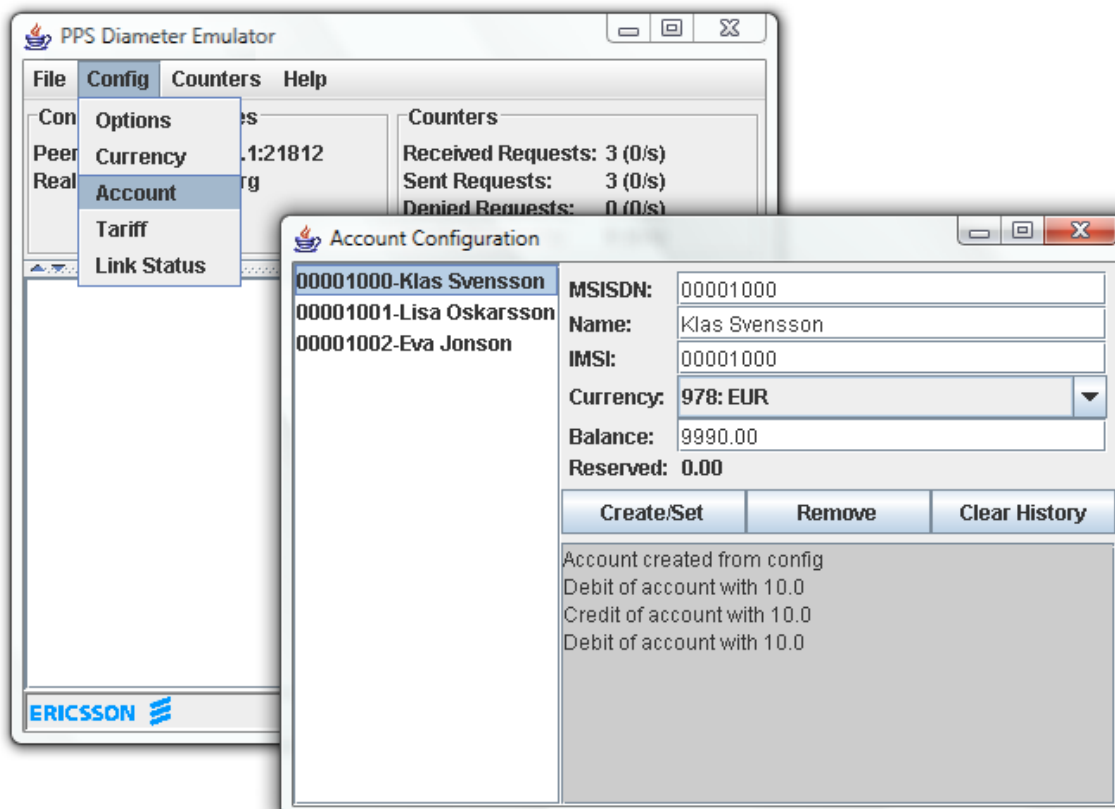 PPS Diameter Emulator
File Config Counters Help
Options
Currency
Account
Tariff
Link Status
.1:21812
Counters
Received Requests: 3 (0/s)
Sent Requests: 3 (0/s)
Denied Requests: 0 (0/s)
ERICSSON
Account Configuration
00001000-Klas Svensson
00001001-Lisa Oskarsson
00001002-Eva Jonson
MSISDN: 00001000
Name: Klas Svensson
IMSI: 00001000
Currency: 978: EUR
Balance: 9990.00
Reserved: 0.00
Create/Set Remove Clear History
Account created from config
Debit of account with 10.0
Credit of account with 10.0
Debit of account with 10.0